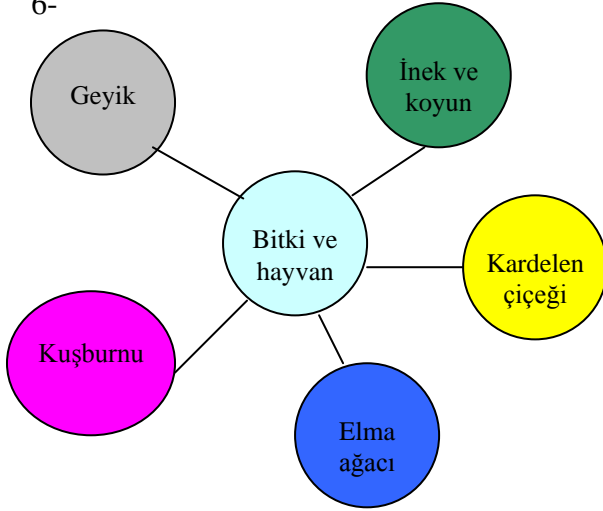 6-
Geyik
İnek ve
koyun
Bitki ve
hayvan
Kardelen
çiçeği
Kuşburnu
Elma
ağacı